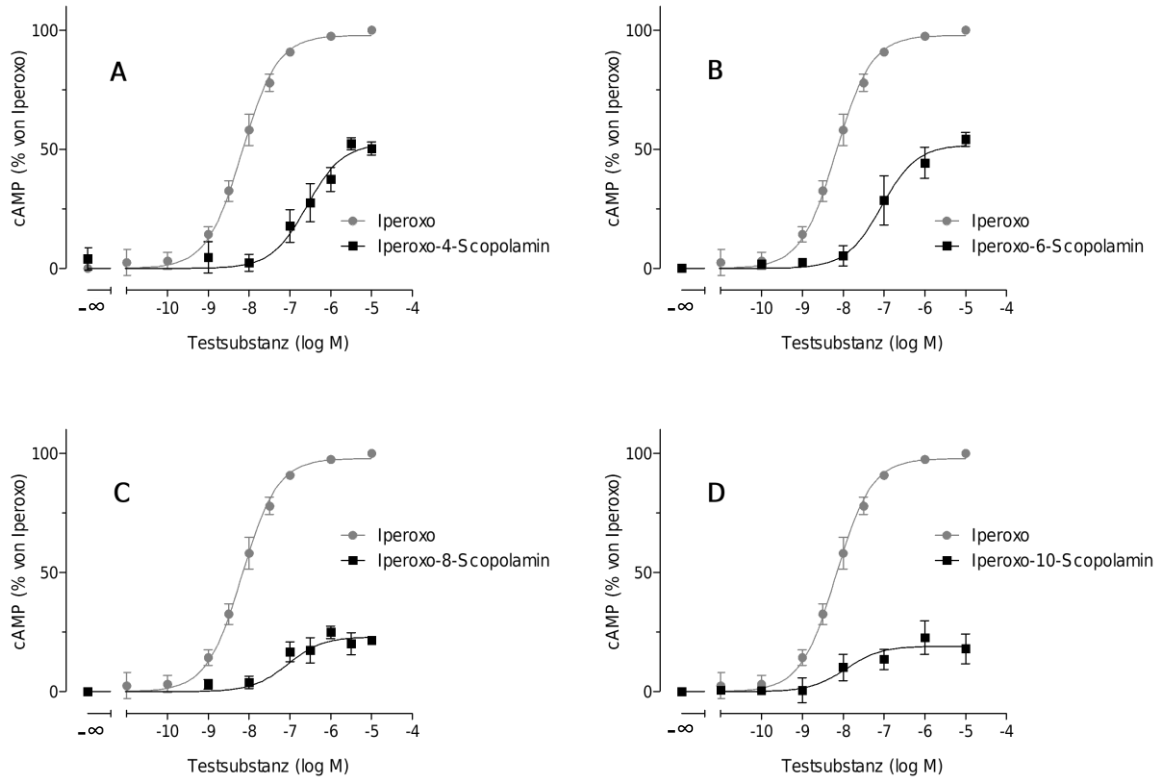 A
cAMP (% von Iperoxo)
100
50
0
Iperoxo
Iperoxo-4-Scopolamin
-∞ -10 -9 -8 -7 -6 -5 -4
Testsubstanz (log M)
B
cAMP (% von Iperoxo)
100
50
0
Iperoxo
Iperoxo-6-Scopolamin
-∞ -10 -9 -8 -7 -6 -5 -4
Testsubstanz (log M)
C
cAMP (% von Iperoxo)
100
50
0
Iperoxo
Iperoxo-8-Scopolamin
-∞ -10 -9 -8 -7 -6 -5 -4
Testsubstanz (log M)
D
cAMP (% von Iperoxo)
100
50
0
Iperoxo
Iperoxo-10-Scopolamin
-∞ -10 -9 -8 -7 -6 -5 -4
Testsubstanz (log M)